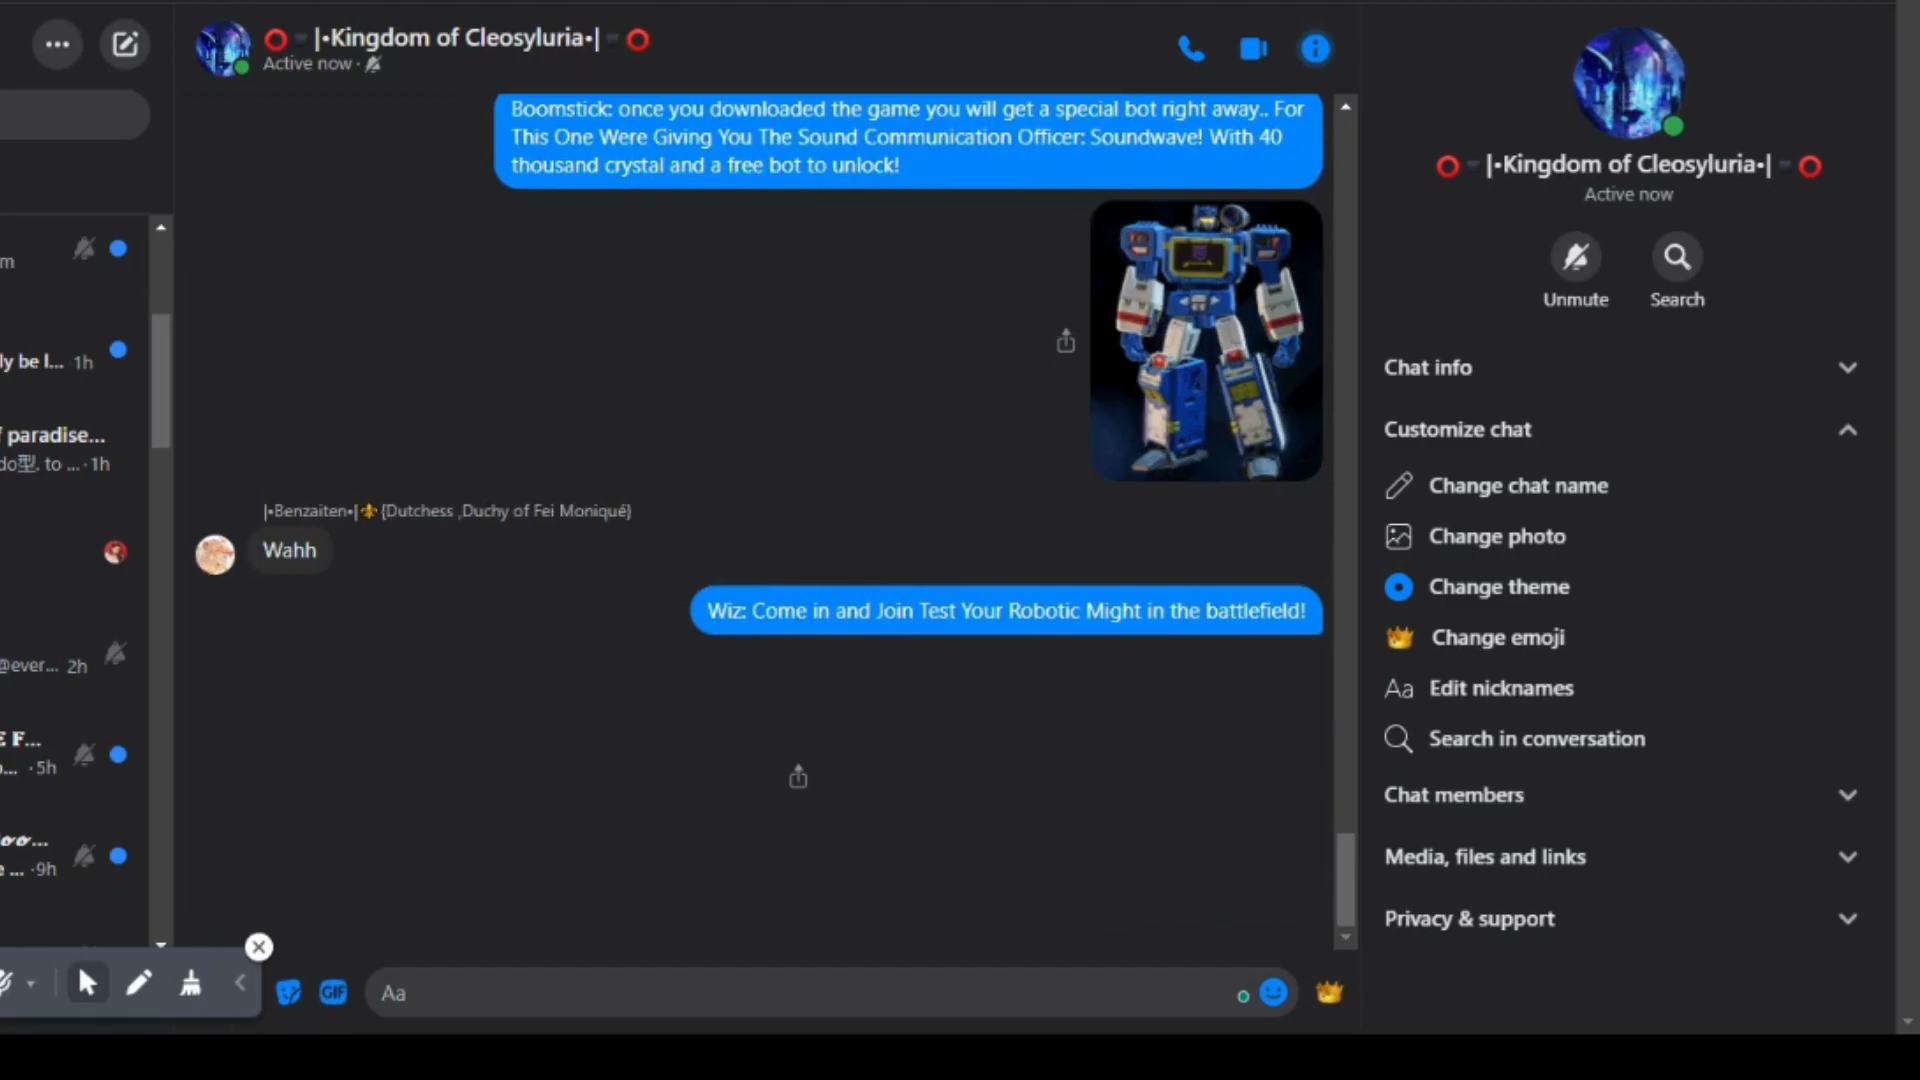 |•Kingdom of Cleosyluria•|
Active now ·
Boomstick: once you downloaded the game you will get a special bot right away.. For
This One Were Giving You The Sound Communication Officer: Soundwave! With 40
thousand crystal and a free bot to unlock!
|•Benzaiten•|⚜{Dutchess ,Duchy of Fei Moniqué}
Wahh
Wiz: Come in and Join Test Your Robotic Might in the battlefield!
GIF
Aa
m
ly be l... 1h
paradise...
do型, to ... · 1h
@ever... 2h
E F...
... · 5h
... · 9h
|•Kingdom of Cleosyluria•|
Active now
Unmute
Search
Chat info
Customize chat
Change chat name
Change photo
Change theme
Change emoji
Aa Edit nicknames
Search in conversation
Chat members
Media, files and links
Privacy & support